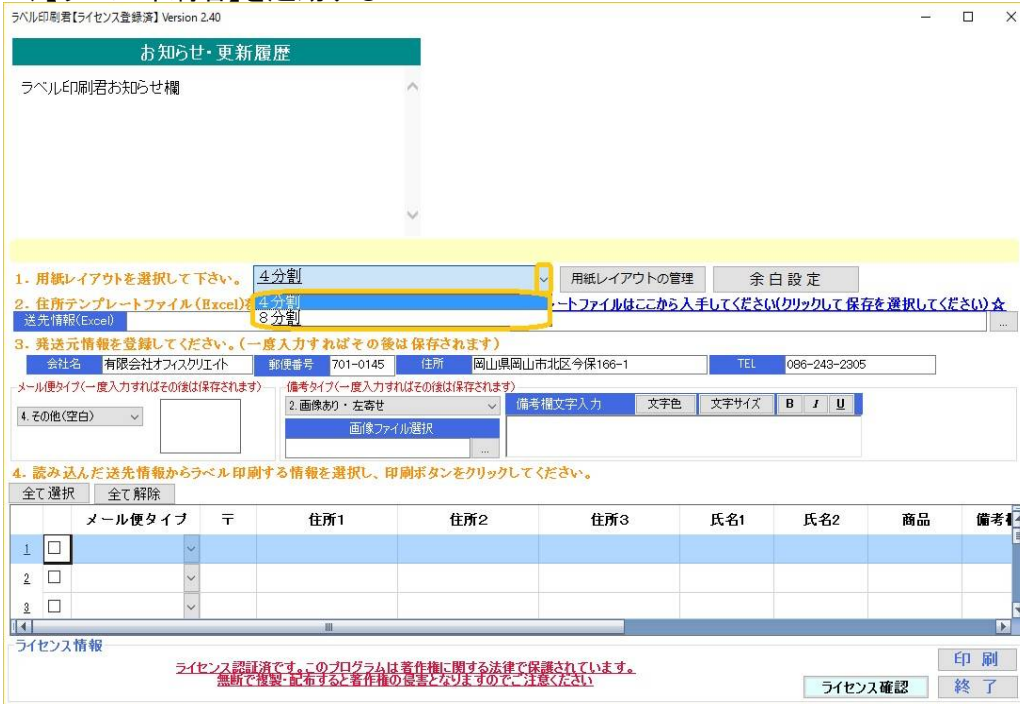 ラベル印刷君【ライセンス登録済】 Version 2.40
お知らせ・更新履歴
ラベル印刷君お知らせ欄
1. 用紙レイアウトを選択して下さい。 4分割 用紙レイアウトの管理 余白設定
4分割
8分割
2. 住所テンプレートファイル(Excel)を ートファイルはここから入手してください(クリックして保存を選択してください)☆
送先情報(Excel) ...
3. 発送元情報を登録してください。(一度入力すればその後は保存されます)
会社名 有限会社オフィスクリエイト 郵便番号 701-0145 住所 岡山県岡山市北区今保166-1 TEL 086-243-2305
メール便タイプ(一度入力すればその後は保存されます) 備考タイプ(一度入力すればその後は保存されます)
4.その他(空白) 2.画像あり・左寄せ 備考欄文字入力 文字色 文字サイズ B I U
画像ファイル選択
...
4. 読み込んだ送先情報からラベル印刷する情報を選択し、印刷ボタンをクリックしてください。
全て選択 全て解除
メール便タイプ 〒 住所1 住所2 住所3 氏名1 氏名2 商品 備考
1
2
3
ライセンス情報
ライセンス認証済です。このプログラムは著作権に関する法律で保護されています。
無断で複製・配布すると著作権の侵害となりますのでご注意ください
印刷
ライセンス確認 終了